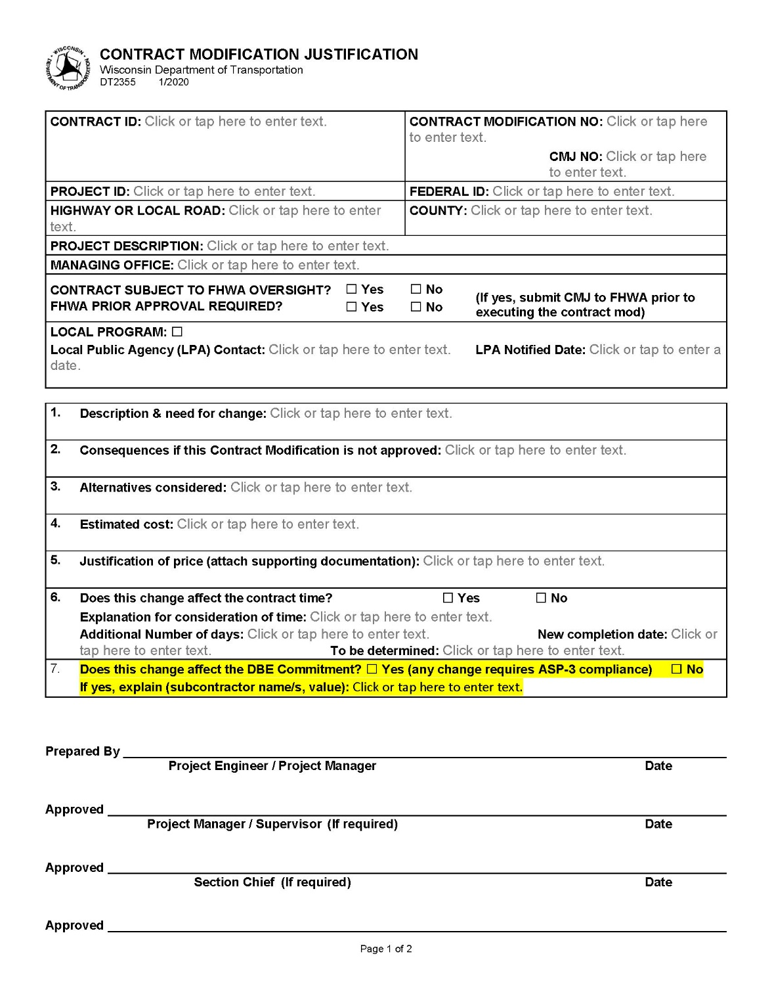 WISCONSIN
DEPARTMENT OF TRANSPORTATION
CONTRACT MODIFICATION JUSTIFICATION
Wisconsin Department of Transportation
DT2355 1/2020
CONTRACT ID: Click or tap here to enter text.
CONTRACT MODIFICATION NO: Click or tap here
to enter text.
CMJ NO: Click or tap here
to enter text.
PROJECT ID: Click or tap here to enter text.
FEDERAL ID: Click or tap here to enter text.
HIGHWAY OR LOCAL ROAD: Click or tap here to enter
text.
COUNTY: Click or tap here to enter text.
PROJECT DESCRIPTION: Click or tap here to enter text.
MANAGING OFFICE: Click or tap here to enter text.
CONTRACT SUBJECT TO FHWA OVERSIGHT? ☐ Yes ☐ No
FHWA PRIOR APPROVAL REQUIRED? ☐ Yes ☐ No
(If yes, submit CMJ to FHWA prior to
executing the contract mod)
LOCAL PROGRAM: ☐
Local Public Agency (LPA) Contact: Click or tap here to enter text. LPA Notified Date: Click or tap to enter a
date.
1. Description & need for change: Click or tap here to enter text.
2. Consequences if this Contract Modification is not approved: Click or tap here to enter text.
3. Alternatives considered: Click or tap here to enter text.
4. Estimated cost: Click or tap here to enter text.
5. Justification of price (attach supporting documentation): Click or tap here to enter text.
6. Does this change affect the contract time? ☐ Yes ☐ No
Explanation for consideration of time: Click or tap here to enter text.
Additional Number of days: Click or tap here to enter text. New completion date: Click or
tap here to enter text. To be determined: Click or tap here to enter text.
7. Does this change affect the DBE Commitment? ☐ Yes (any change requires ASP-3 compliance) ☐ No
If yes, explain (subcontractor name/s, value): Click or tap here to enter text.
Prepared By
Project Engineer / Project Manager Date
Approved
Project Manager / Supervisor (If required) Date
Approved
Section Chief (If required) Date
Approved
Page 1 of 2